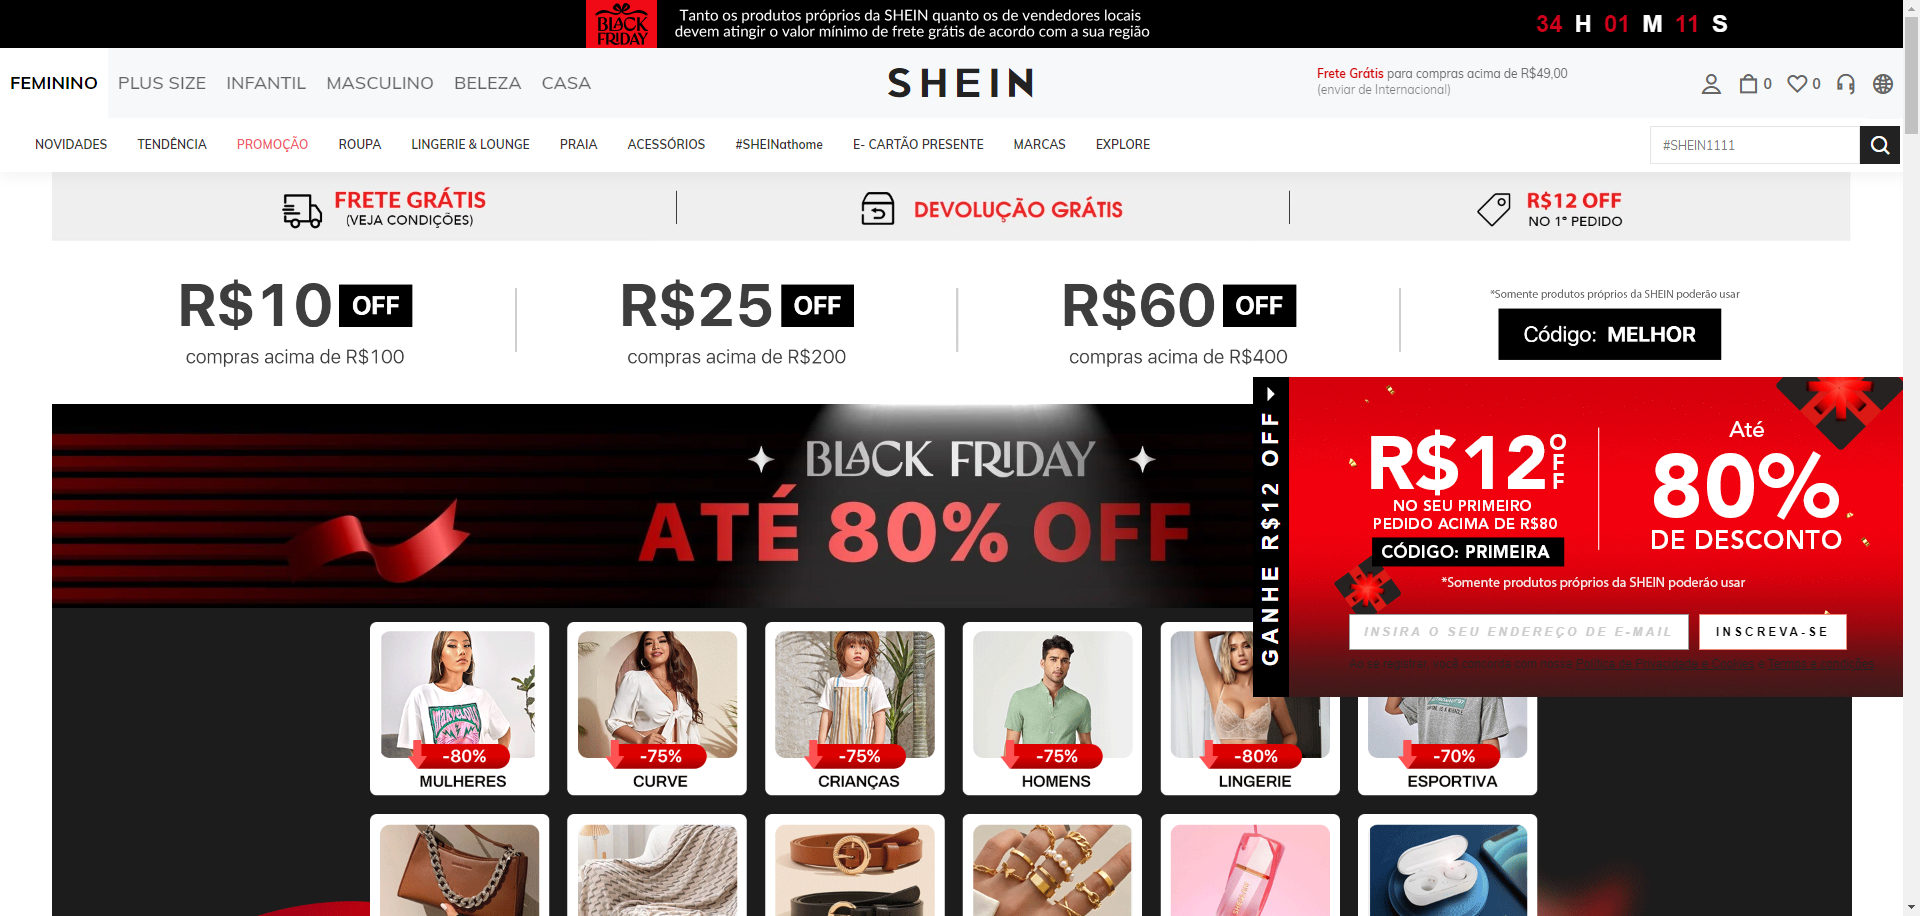 BLACK
FRIDAY
Tanto os produtos próprios da SHEIN quanto os de vendedores locais
devem atingir o valor mínimo de frete grátis de acordo com a sua região
34 H 01 M 11 S
FEMININO PLUS SIZE INFANTIL MASCULINO BELEZA CASA
SHEIN
Frete Grátis para compras acima de R$49,00
(enviar de Internacional)
0 0
NOVIDADES TENDÊNCIA PROMOÇÃO ROUPA LINGERIE & LOUNGE PRAIA ACESSÓRIOS #SHEINathome E- CARTÃO PRESENTE MARCAS EXPLORE
#SHEIN1111
FRETE GRÁTIS
(VEJA CONDIÇÕES)
DEVOLUÇÃO GRÁTIS
R$12 OFF
NO 1º PEDIDO
R$10 OFF
compras acima de R$100
R$25 OFF
compras acima de R$200
R$60 OFF
compras acima de R$400
*Somente produtos próprios da SHEIN poderão usar
Código: MELHOR
BLACK FRIDAY
ATÉ 80% OFF
GANHE R$12 OFF
R$12 OFF
NO SEU PRIMEIRO
PEDIDO ACIMA DE R$80
CÓDIGO: PRIMEIRA
Até
80%
DE DESCONTO
*Somente produtos próprios da SHEIN poderão usar
INSIRA O SEU ENDEREÇO DE E-MAIL
INSCREVA-SE
-80%
MULHERES
-75%
CURVE
-75%
CRIANÇAS
-75%
HOMENS
-80%
LINGERIE
-70%
ESPORTIVA